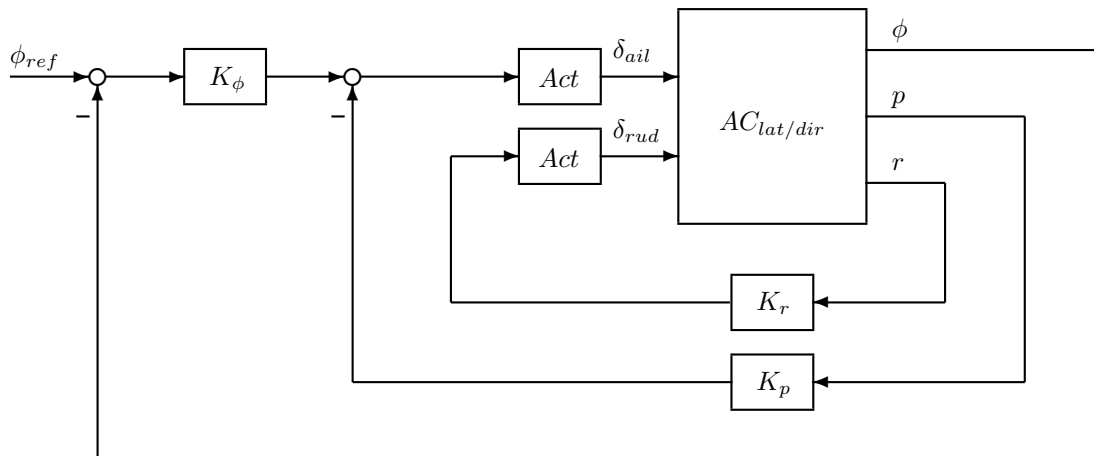 ϕ_ref
K_ϕ
−
−
Act
δ_ail
Act
δ_rud
AC_lat/dir
ϕ
p
r
K_r
K_p